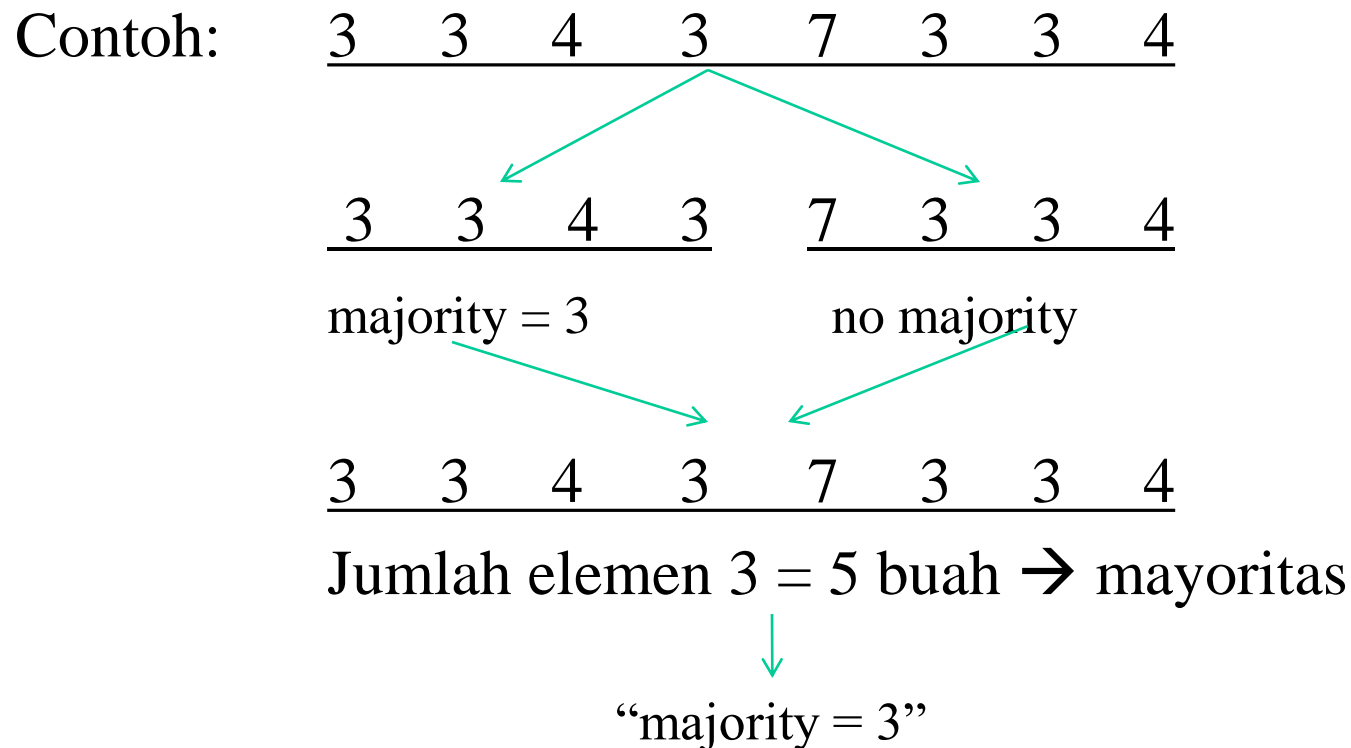 Contoh: 3 3 4 3 7 3 3 4
3 3 4 3 7 3 3 4
majority = 3 no majority
3 3 4 3 7 3 3 4
Jumlah elemen 3 = 5 buah → mayoritas
“majority = 3”